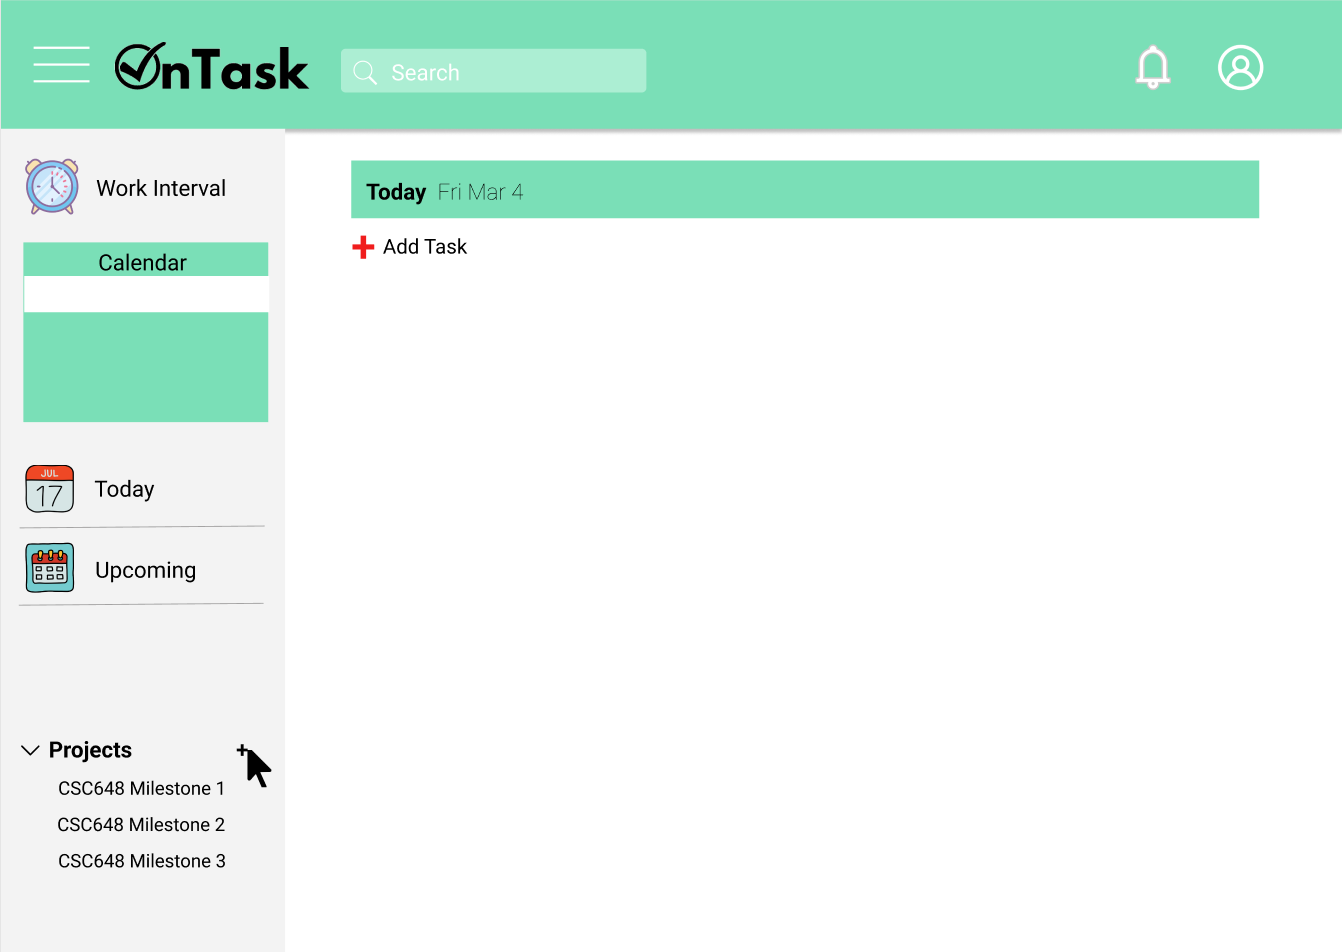 OnTask
Search
Work Interval
Calendar
JUL
17
Today
Upcoming
Projects
+
CSC648 Milestone 1
CSC648 Milestone 2
CSC648 Milestone 3
Today Fri Mar 4
Add Task